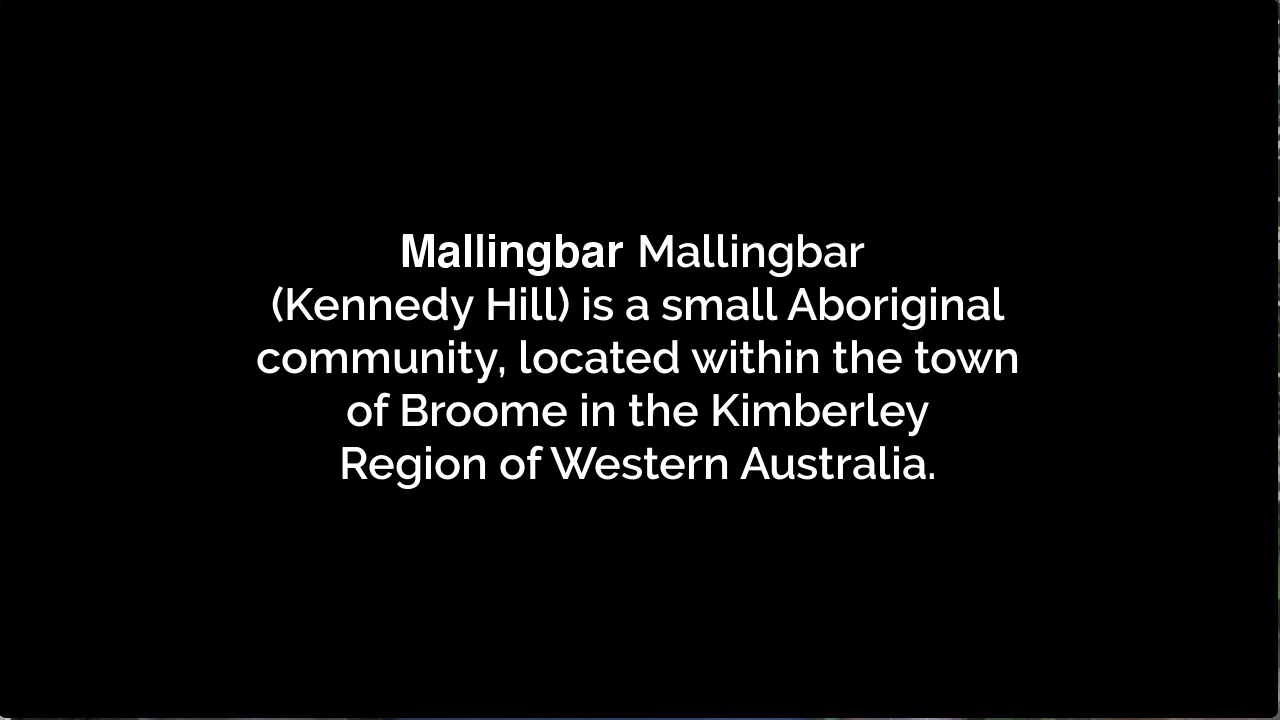 Mallingbar Mallingbar
(Kennedy Hill) is a small Aboriginal
community, located within the town
of Broome in the Kimberley
Region of Western Australia.